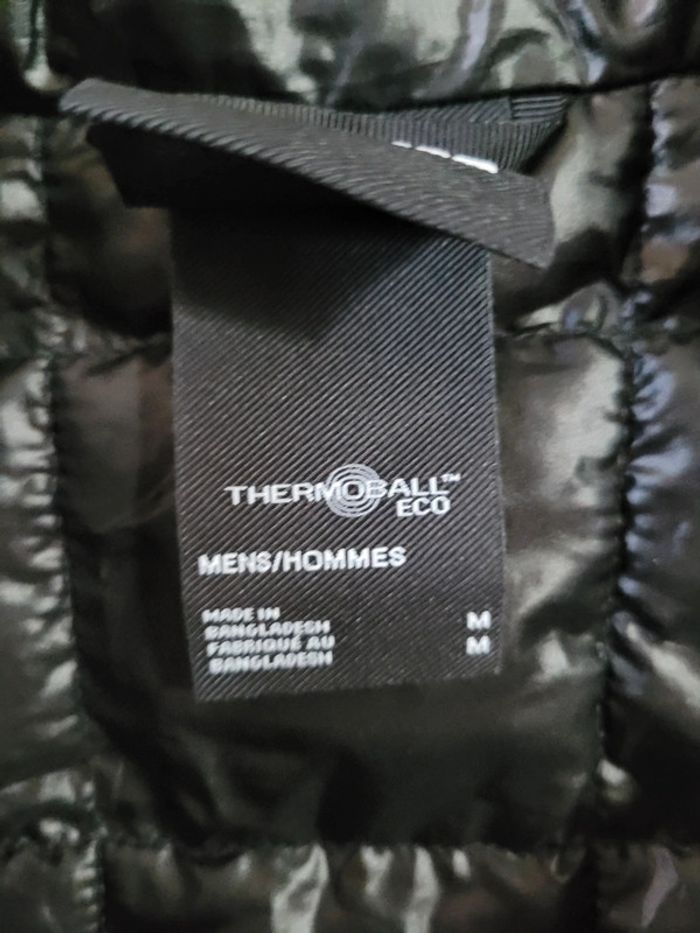 THERMOBALL™
ECO
MENS/HOMMES
MADE IN
BANGLADESH
FABRIQUÉ AU
BANGLADESH
M
M